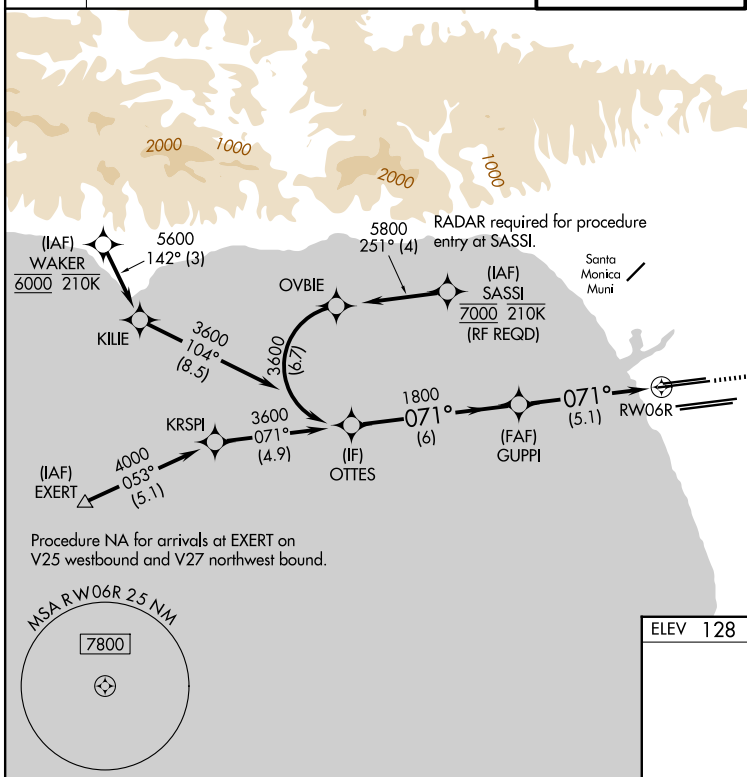 2000
1000
2000
1000
(IAF)
WAKER
6000 210K
5600
142° (3)
KILIE
3600
104°
(8.5)
OVBIE
5800
251° (4)
RADAR required for procedure
entry at SASSI.
(IAF)
SASSI
7000 210K
(RF REQD)
Santa
Monica
Muni
3600
(6.7)
KRSPI
3600
071°
(4.9)
(IF)
OTTES
1800
071°
(6)
(FAF)
GUPPI
071°
(5.1)
RW06R
(IAF)
EXERT
4000
053°
(5.1)
Procedure NA for arrivals at EXERT on
V25 westbound and V27 northwest bound.
MSA RW06R 25 NM
7800
ELEV 128